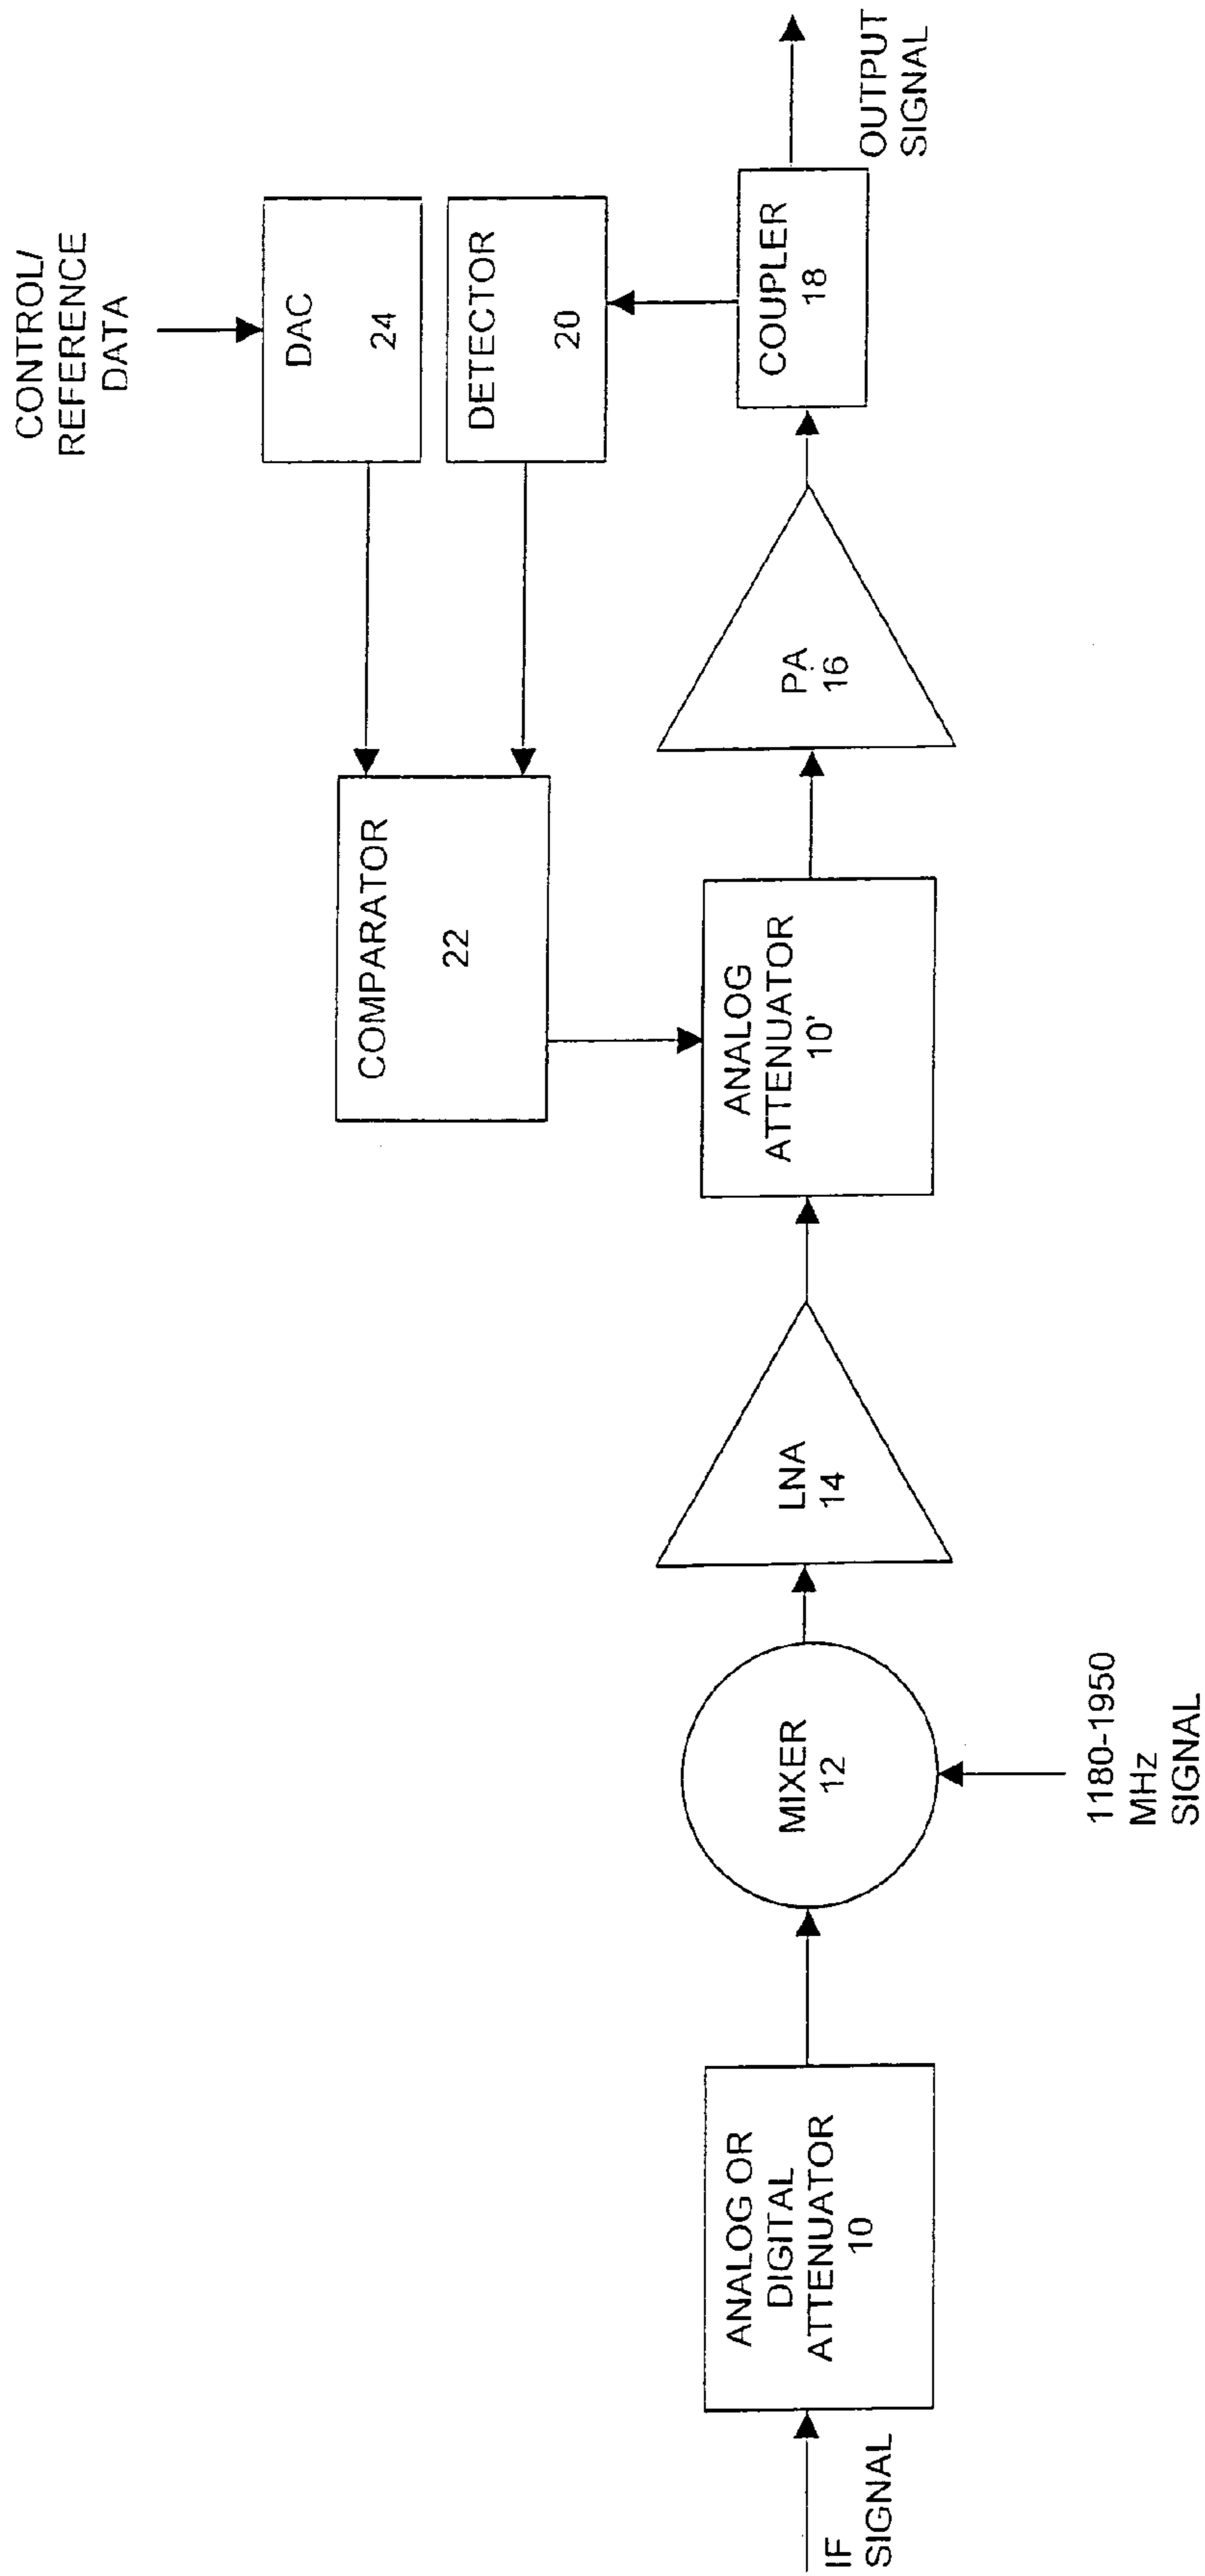 CONTROL/
REFERENCE
DATA
DAC
24
DETECTOR
20
COMPARATOR
22
IF
SIGNAL
ANALOG OR
DIGITAL
ATTENUATOR
10
MIXER
12
1180-1950
MHz
SIGNAL
LNA
14
ANALOG
ATTENUATOR
10'
PA
16
COUPLER
18
OUTPUT
SIGNAL